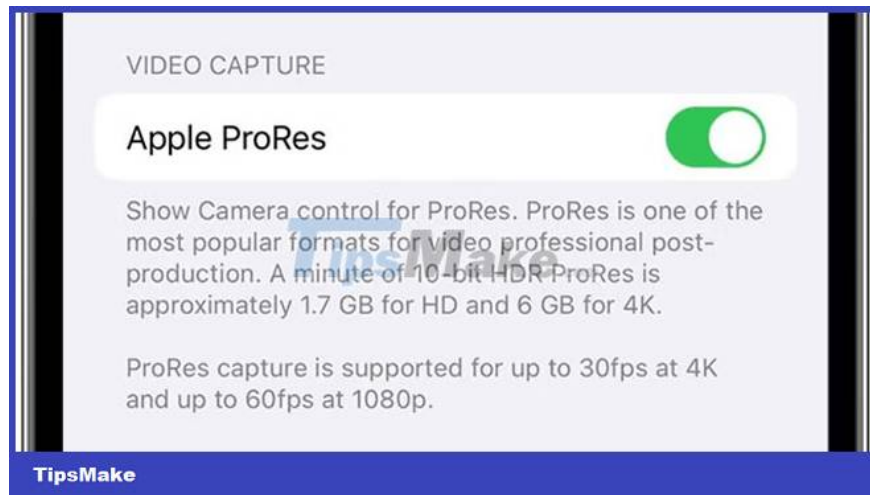 VIDEO CAPTURE
Apple ProRes
Show Camera control for ProRes. ProRes is one of the
most popular formats for video professional post-
production. A minute of 10-bit HDR ProRes is
approximately 1.7 GB for HD and 6 GB for 4K.
ProRes capture is supported for up to 30fps at 4K
and up to 60fps at 1080p.
TipsMake
TipsMake